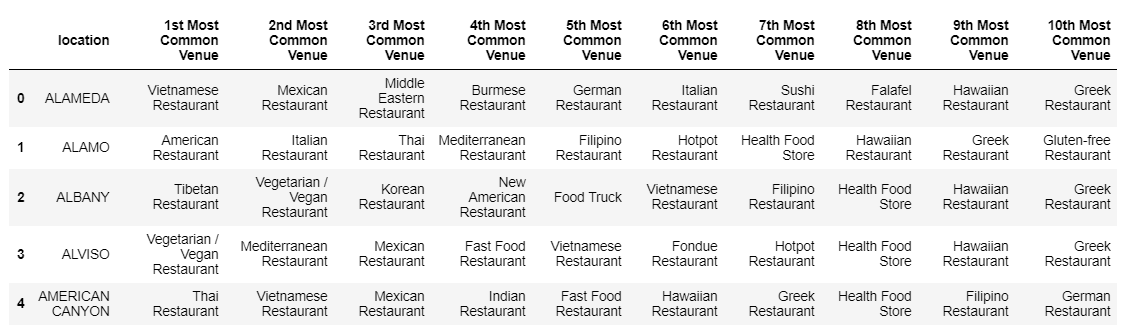 location 1st Most Common Venue 2nd Most Common Venue 3rd Most Common Venue 4th Most Common Venue 5th Most Common Venue 6th Most Common Venue 7th Most Common Venue 8th Most Common Venue 9th Most Common Venue 10th Most Common Venue
0 ALAMEDA Vietnamese Restaurant Mexican Restaurant Middle Eastern Restaurant Burmese Restaurant German Restaurant Italian Restaurant Sushi Restaurant Falafel Restaurant Hawaiian Restaurant Greek Restaurant
1 ALAMO American Restaurant Italian Restaurant Thai Restaurant Mediterranean Restaurant Filipino Restaurant Hotpot Restaurant Health Food Store Hawaiian Restaurant Greek Restaurant Gluten-free Restaurant
2 ALBANY Tibetan Restaurant Vegetarian / Vegan Restaurant Korean Restaurant New American Restaurant Food Truck Vietnamese Restaurant Filipino Restaurant Health Food Store Hawaiian Restaurant Greek Restaurant
3 ALVISO Vegetarian / Vegan Restaurant Mediterranean Restaurant Mexican Restaurant Fast Food Restaurant Vietnamese Restaurant Fondue Restaurant Hotpot Restaurant Health Food Store Hawaiian Restaurant Greek Restaurant
4 AMERICAN CANYON Thai Restaurant Vietnamese Restaurant Mexican Restaurant Indian Restaurant Fast Food Restaurant Hawaiian Restaurant Greek Restaurant Health Food Store Filipino Restaurant German Restaurant